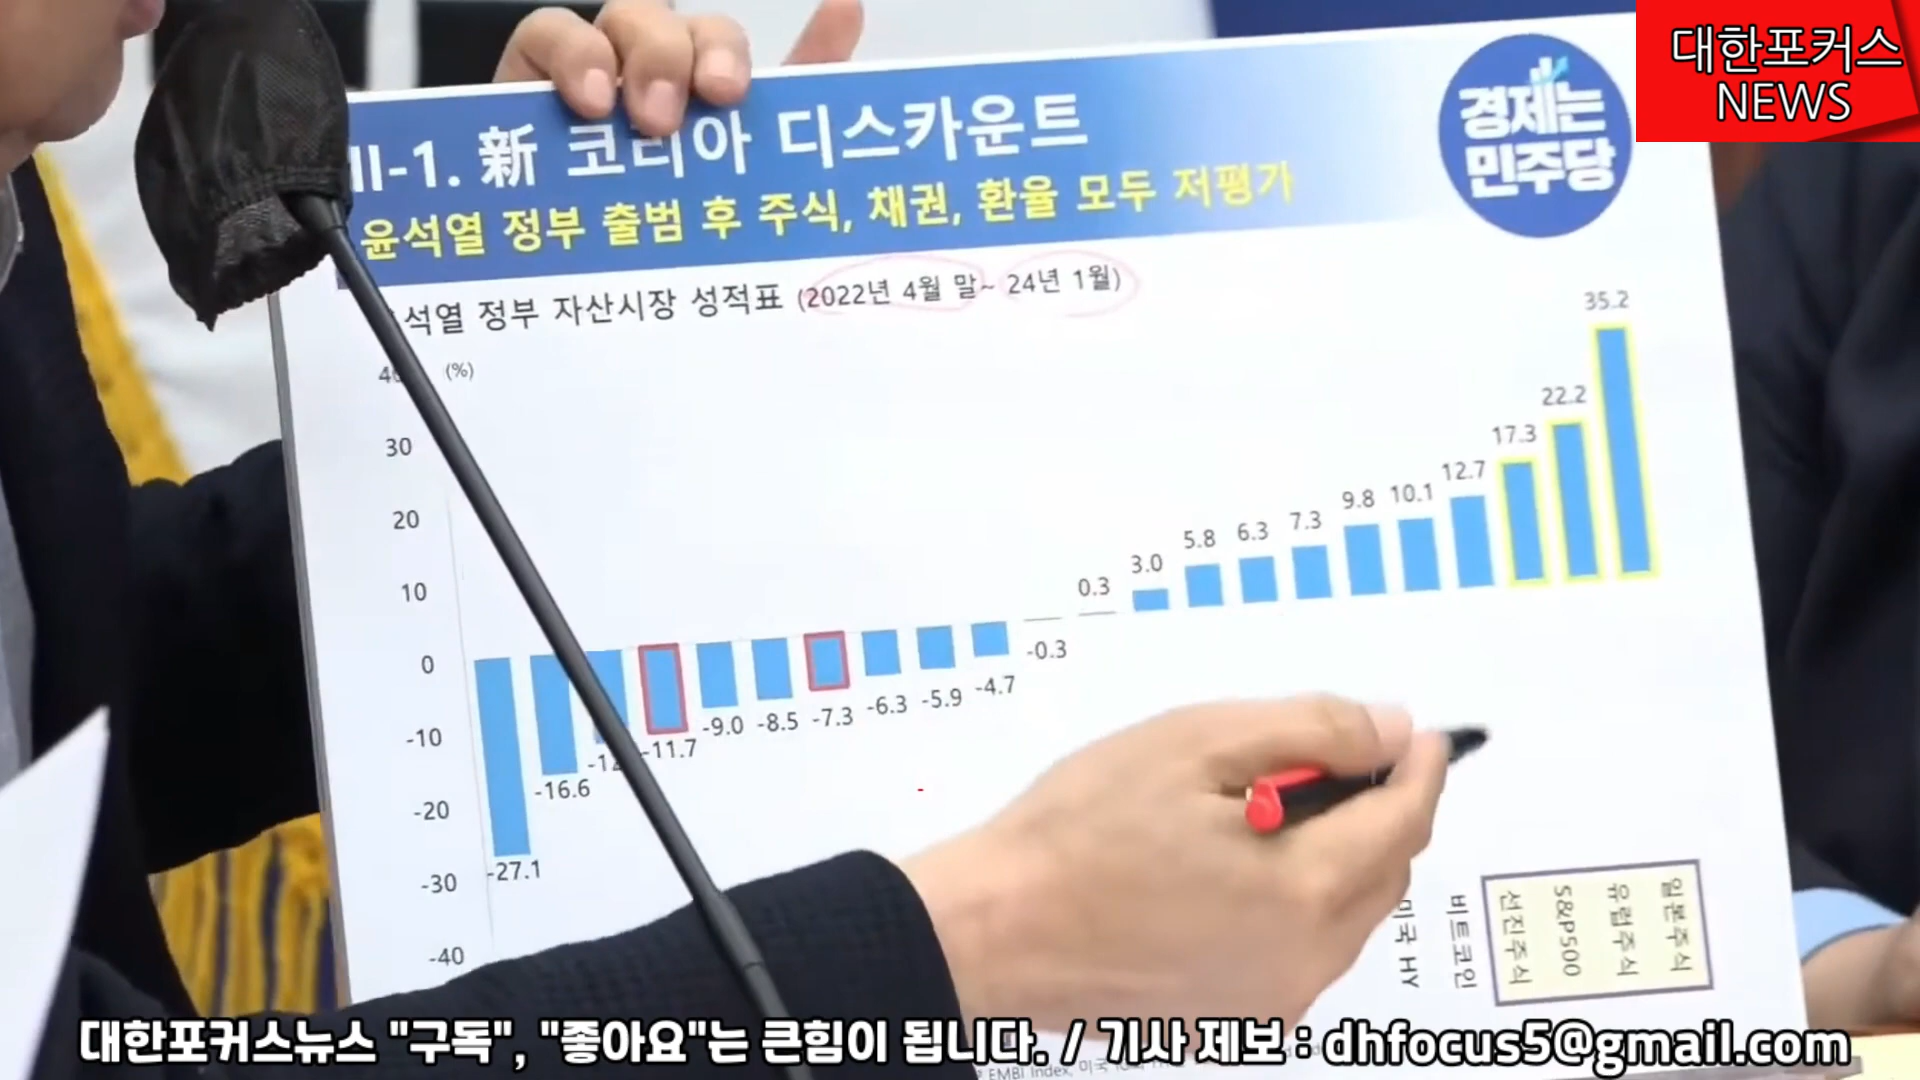 대한포커스
NEWS
경제는
민주당
II-1. 新 코리아 디스카운트
윤석열 정부 출범 후 주식, 채권, 환율 모두 저평가
석열 정부 자산시장 성적표 (2022년 4월 말~ 24년 1월)
(%)
30
20
10
0
-10
-20
-30
-40
-27.1
-16.6
-11.7
-9.0
-8.5
-7.3
-6.3
-5.9
-4.7
-0.3
0.3
3.0
5.8
6.3
7.3
9.8
10.1
12.7
17.3
22.2
35.2
미국 HY
비트코인
선진주식
S&P500
유럽주식
일본주식
EMBI Index, 미국
대한포커스뉴스 "구독", "좋아요"는 큰힘이 됩니다. / 기사 제보 : dhfocus5@gmail.com